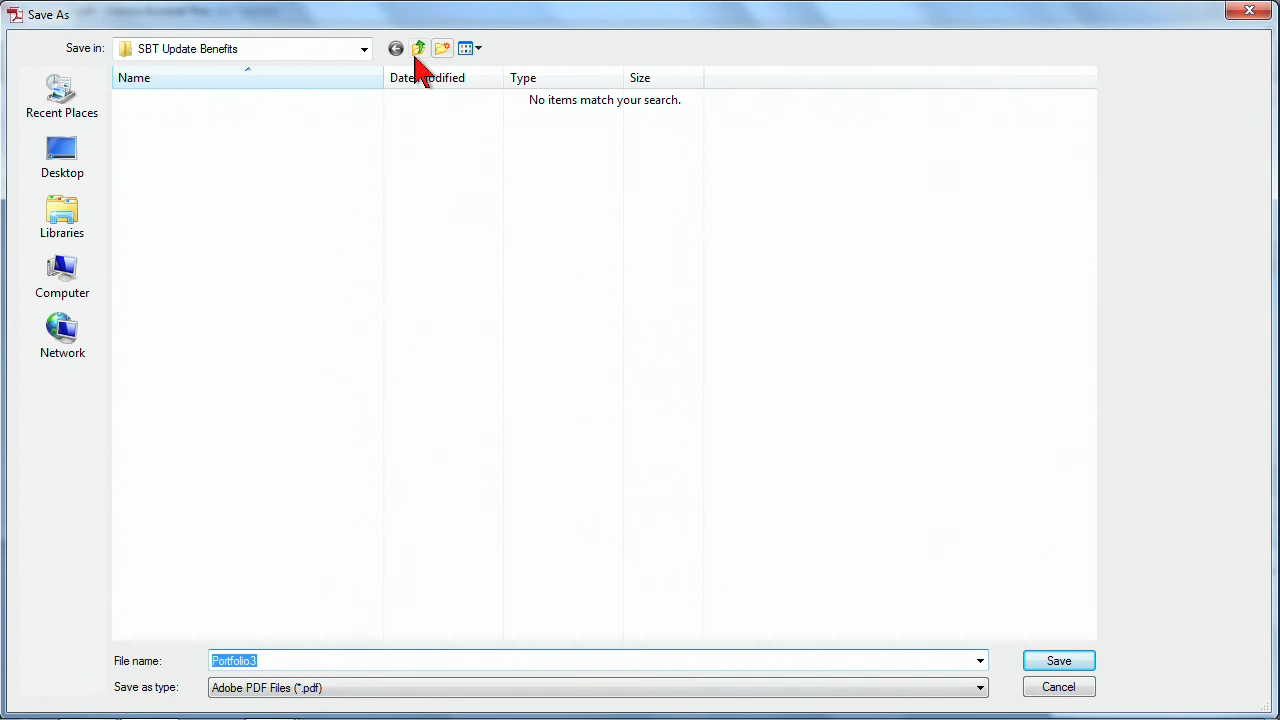 Save As
Save in: SBT Update Benefits
Name Date modified Type Size
No items match your search.
Recent Places
Desktop
Libraries
Computer
Network
File name: Portfolio3 Save
Save as type: Adobe PDF Files (*.pdf) Cancel